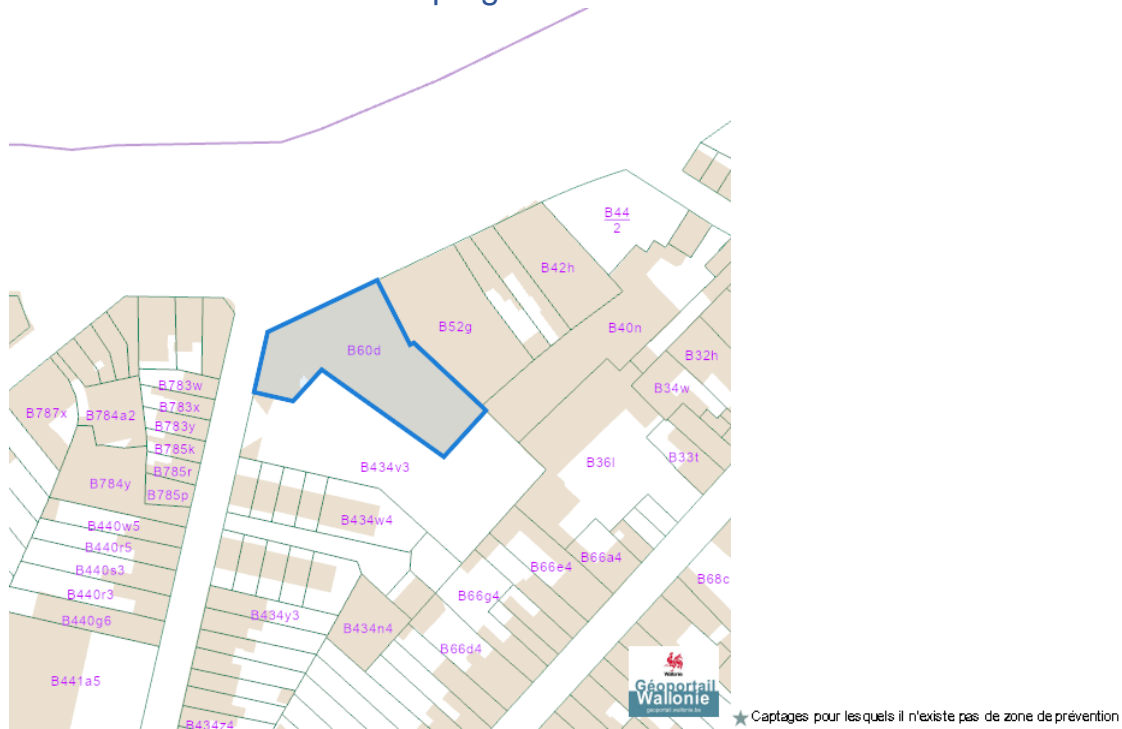 B44
2
B42h
B52g
B40n
B60d
B32h
B783w
B34w
B783x
B787x
B784a2
B783y
B785k
B33t
B36l
B434v3
B785r
B784y
B785p
B434w4
B440w5
B440r5
B66a4
B66e4
B440s3
B68c
B440r3
B66g4
B434y3
B440g6
B434n4
B66d4
B441a5
Wallonie
Géoportail
Wallonie
geoportail.wallonie.be
Captages pour lesquels il n'existe pas de zone de prévention
B434z4